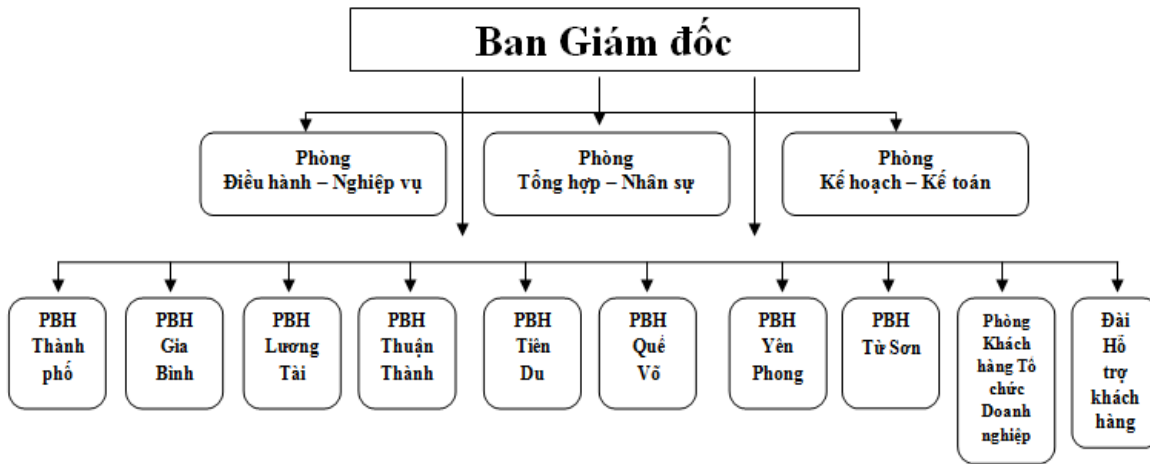 Ban Giám đốc
Phòng
Điều hành – Nghiệp vụ
Phòng
Tổng hợp – Nhân sự
Phòng
Kế hoạch – Kế toán
PBH
Thành
phố
PBH
Gia
Bình
PBH
Lương
Tài
PBH
Thuận
Thành
PBH
Tiên
Du
PBH
Quế
Võ
PBH
Yên
Phong
PBH
Từ Sơn
Phòng
Khách
hàng Tổ
chức
Doanh
nghiệp
Đài
Hỗ
trợ
khách
hàng